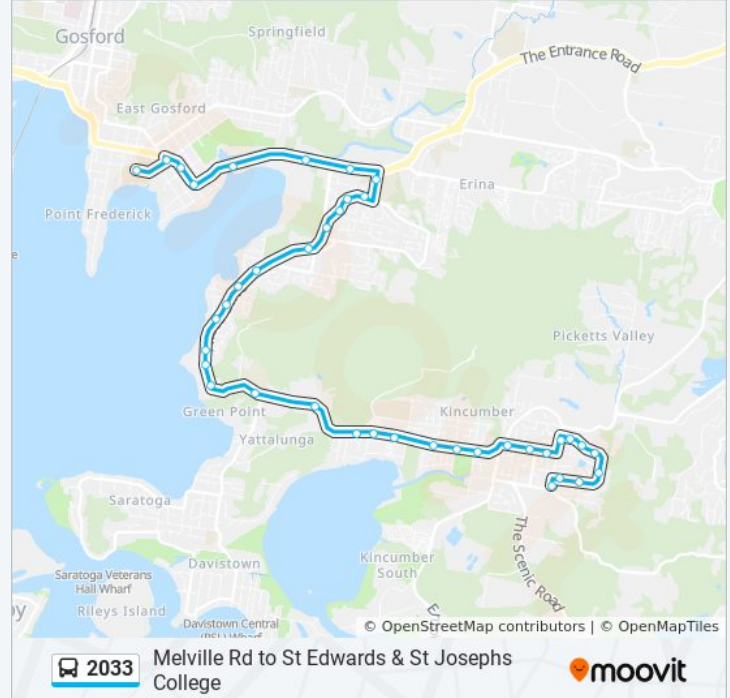 Gosford
Springfield
The Entrance Road
East Gosford
Erina
Point Frederick
e
Picketts Valley
Green Point
Kincumber
Yattalunga
Saratoga
The Scenic Road
Davistown
Kincumber
South
Saratoga Veterans
Hall Wharf
Rileys Island
Davistown Central
(RSL) Wharf
© OpenStreetMap contributors | © OpenMapTiles
2033
Melville Rd to St Edwards & St Josephs
College
moovit